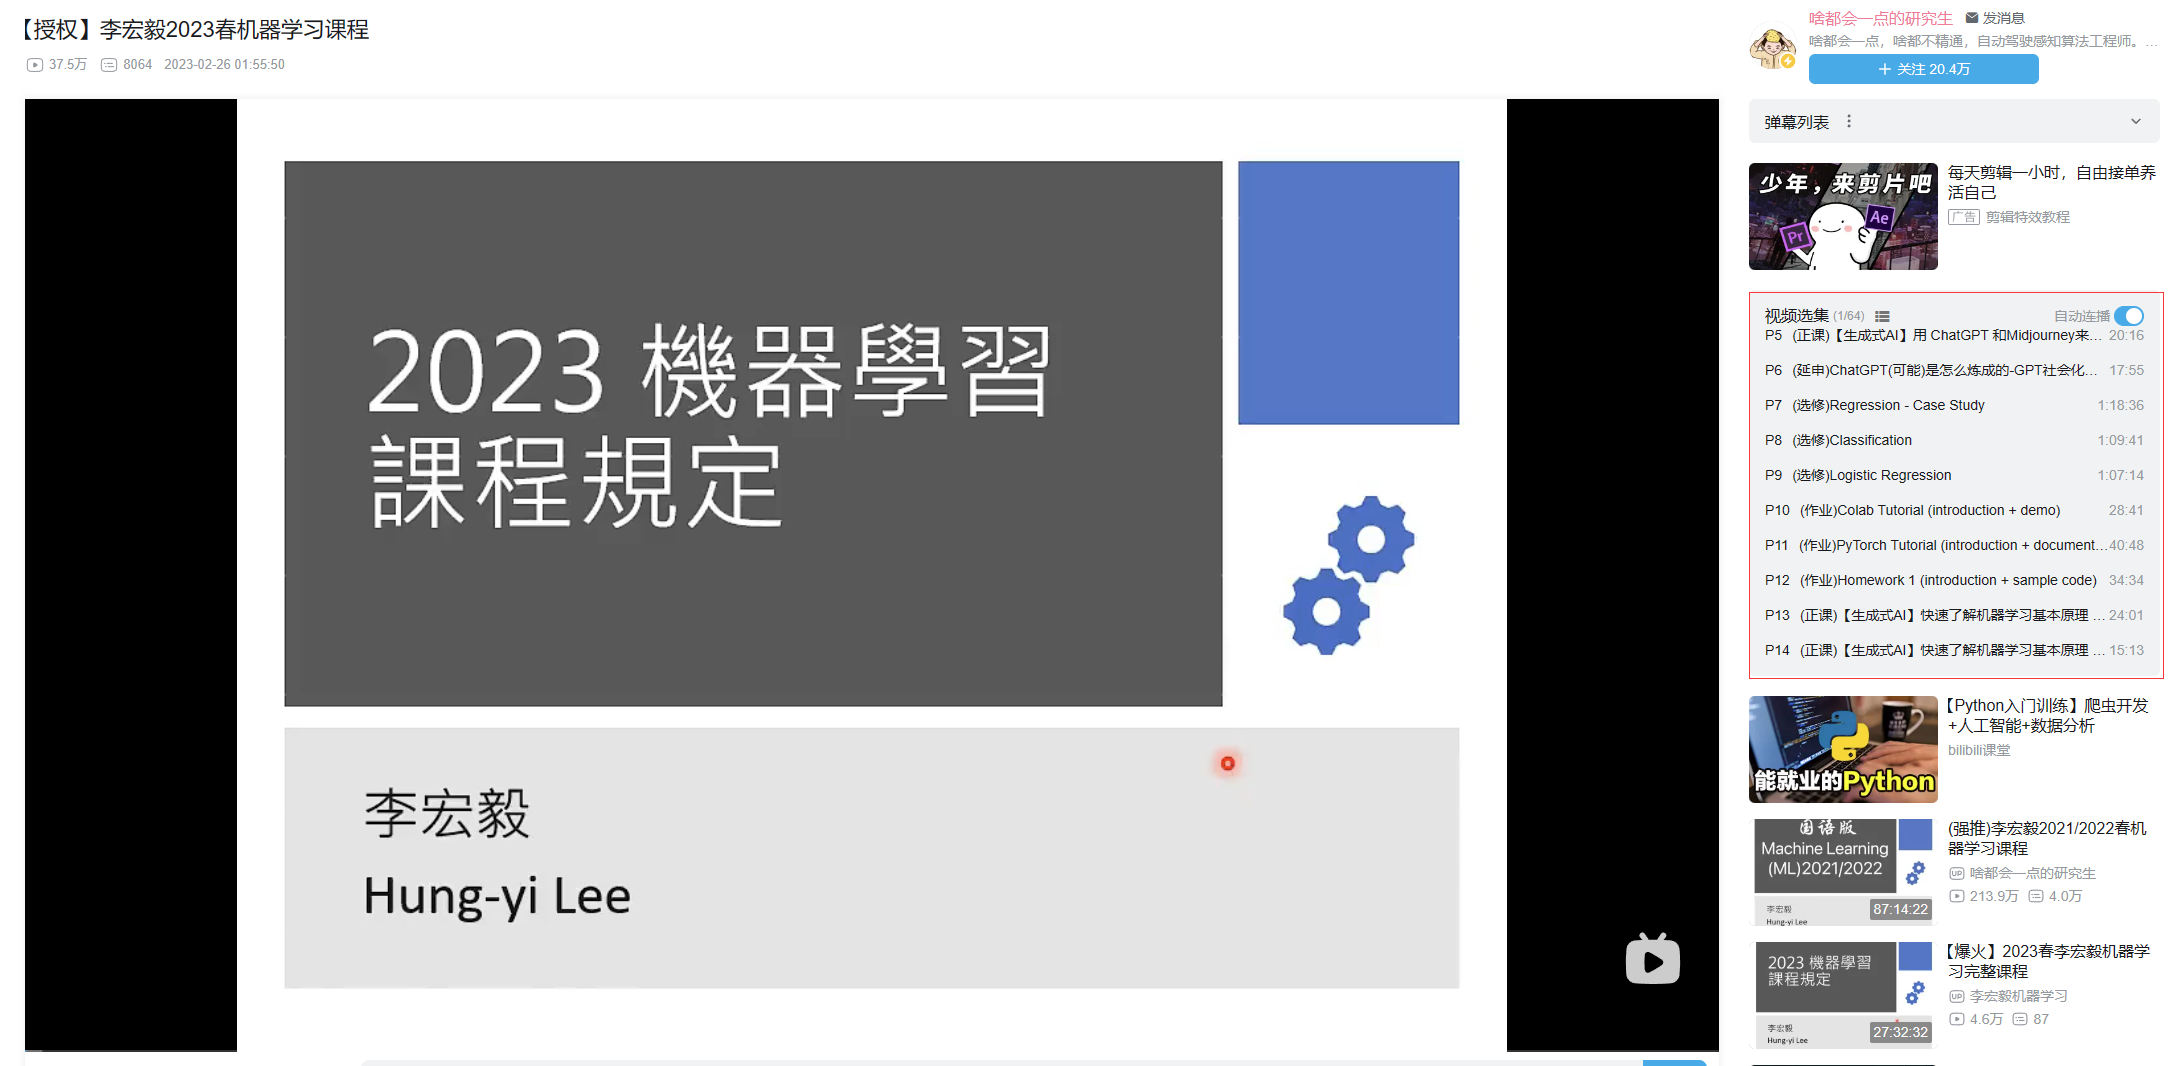 【授权】李宏毅2023春机器学习课程
37.5万 8064 2023-02-26 01:55:50
2023 機器學習
課程規定
李宏毅
Hung-yi Lee
啥都会一点的研究生 发消息
啥都会一点，啥都不精通，自动驾驶感知算法工程师。...
+ 关注 20.4万
弹幕列表
少年，来剪片吧
Pr
Ae
每天剪辑一小时，自由接单养
活自己
广告 剪辑特效教程
视频选集 (1/64) 自动连播
P5 (正课)【生成式AI】用 ChatGPT 和Midjourney来... 20:16
P6 (延申)ChatGPT(可能)是怎么炼成的-GPT社会化... 17:55
P7 (选修)Regression - Case Study 1:18:36
P8 (选修)Classification 1:09:41
P9 (选修)Logistic Regression 1:07:14
P10 (作业)Colab Tutorial (introduction + demo) 28:41
P11 (作业)PyTorch Tutorial (introduction + document... 40:48
P12 (作业)Homework 1 (introduction + sample code) 34:34
P13 (正课)【生成式AI】快速了解机器学习基本原理 ... 24:01
P14 (正课)【生成式AI】快速了解机器学习基本原理 ... 15:13
能就业的Python
【Python入门训练】爬虫开发
+人工智能+数据分析
bilibili课堂
国语版
Machine Learning
(ML)2021/2022
李宏毅
Hung-yi Lee
87:14:22
(强推)李宏毅2021/2022春机
器学习课程
UP 啥都会一点的研究生
213.9万 4.0万
2023 機器學習
課程規定
李宏毅
Hung-yi Lee
27:32:32
【爆火】2023春李宏毅机器学
习完整课程
UP 李宏毅机器学习
4.6万 87